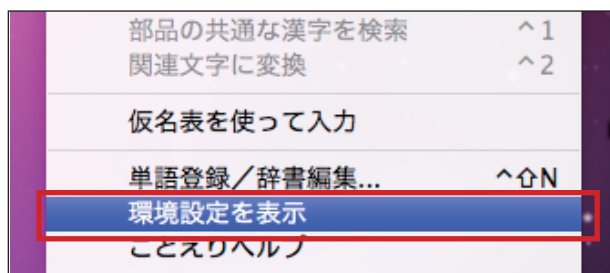 部品の共通な漢字を検索 ^1
関連文字に変換 ^2
仮名表を使って入力
単語登録／辞書編集... ^⇧N
環境設定を表示
ことえりヘルプ